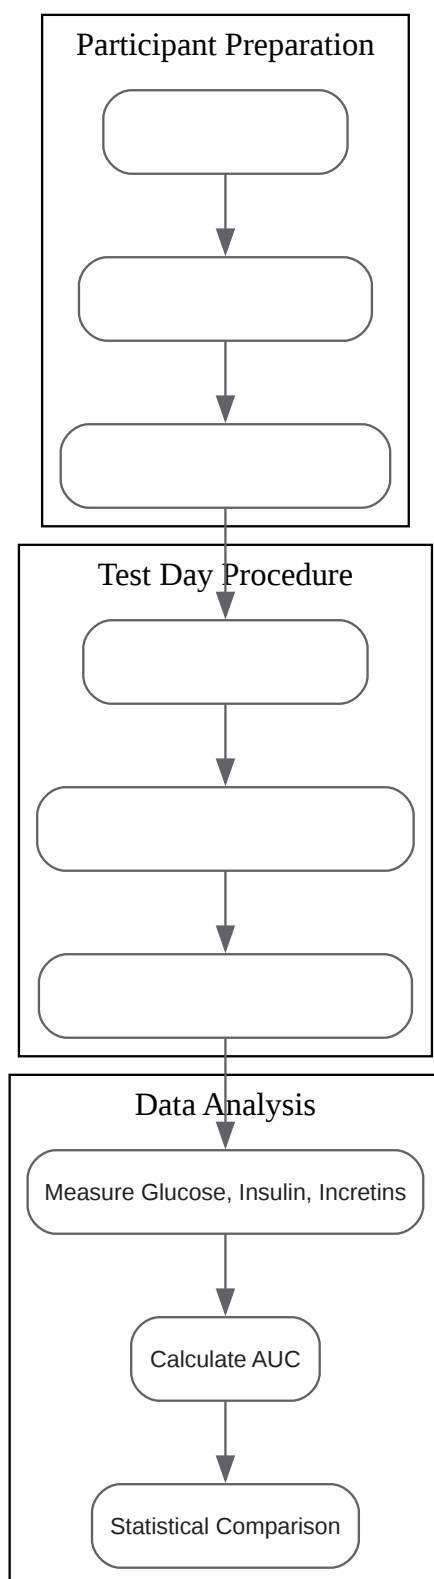 Participant Preparation
Test Day Procedure
Data Analysis
Measure Glucose, Insulin, Incretins
Calculate AUC
Statistical Comparison